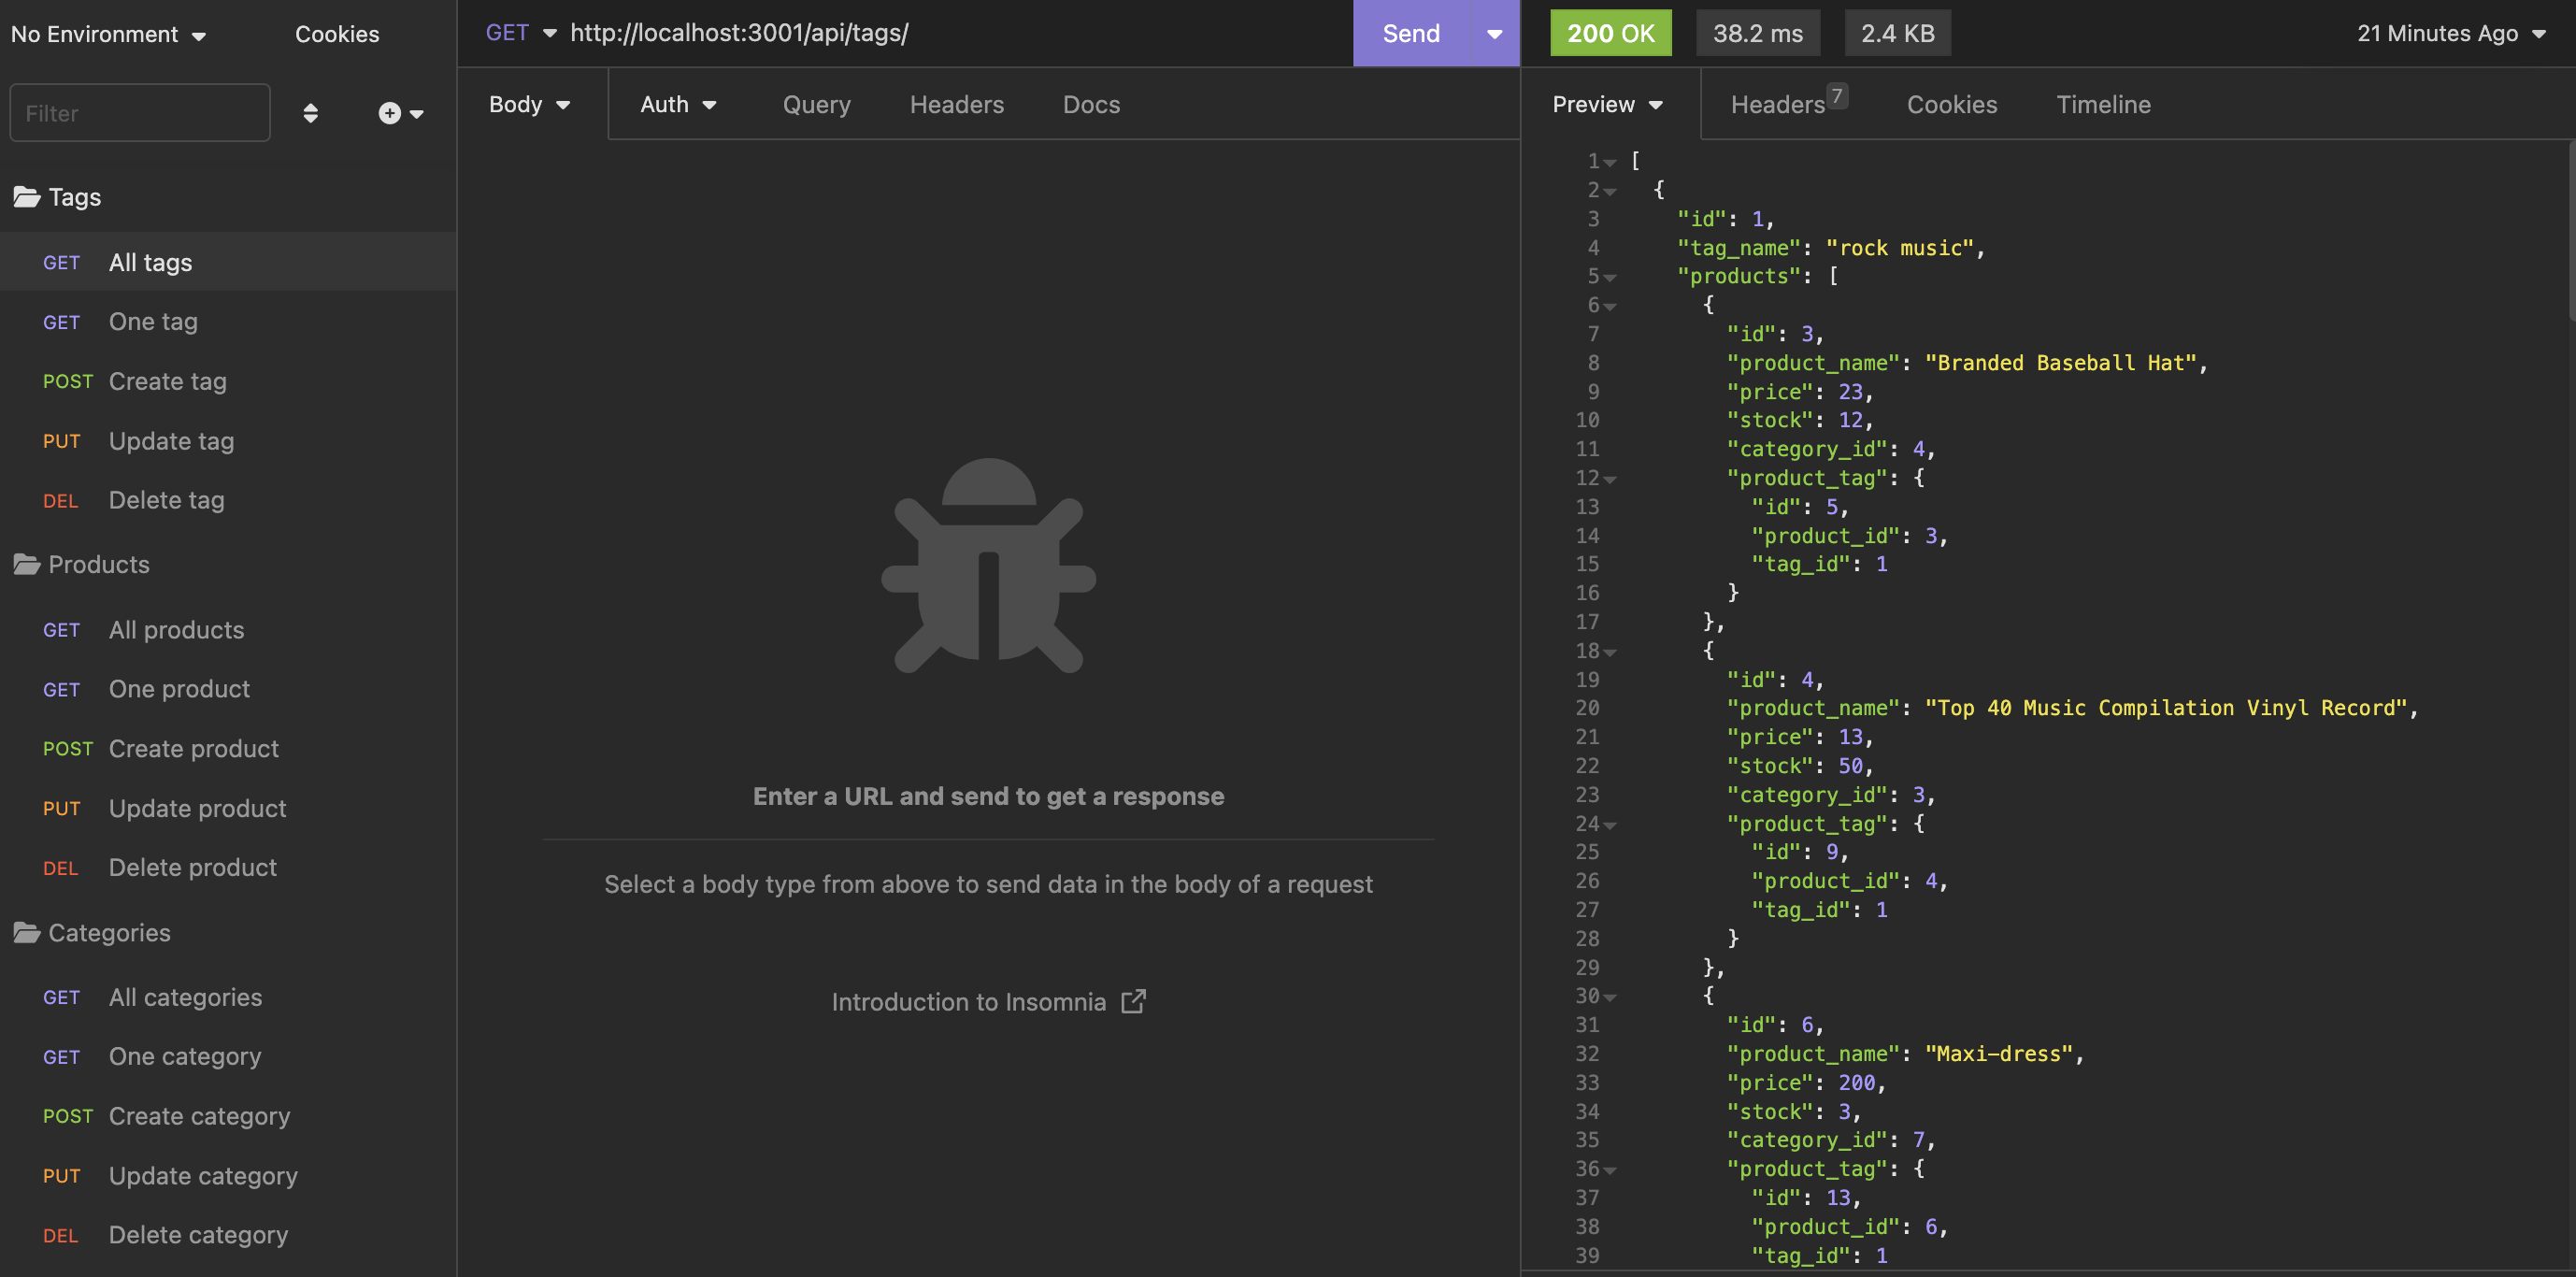 No Environment
Cookies
Filter
Tags
GET All tags
GET One tag
POST Create tag
PUT Update tag
DEL Delete tag
Products
GET All products
GET One product
POST Create product
PUT Update product
DEL Delete product
Categories
GET All categories
GET One category
POST Create category
PUT Update category
DEL Delete category
GET http://localhost:3001/api/tags/
Send
Body
Auth
Query
Headers
Docs
Enter a URL and send to get a response
Select a body type from above to send data in the body of a request
Introduction to Insomnia
200 OK
38.2 ms
2.4 KB
21 Minutes Ago
Preview
Headers 7
Cookies
Timeline
1 [
2 {
3 "id": 1,
4 "tag_name": "rock music",
5 "products": [
6 {
7 "id": 3,
8 "product_name": "Branded Baseball Hat",
9 "price": 23,
10 "stock": 12,
11 "category_id": 4,
12 "product_tag": {
13 "id": 5,
14 "product_id": 3,
15 "tag_id": 1
16 }
17 },
18 {
19 "id": 4,
20 "product_name": "Top 40 Music Compilation Vinyl Record",
21 "price": 13,
22 "stock": 50,
23 "category_id": 3,
24 "product_tag": {
25 "id": 9,
26 "product_id": 4,
27 "tag_id": 1
28 }
29 },
30 {
31 "id": 6,
32 "product_name": "Maxi-dress",
33 "price": 200,
34 "stock": 3,
35 "category_id": 7,
36 "product_tag": {
37 "id": 13,
38 "product_id": 6,
39 "tag_id": 1